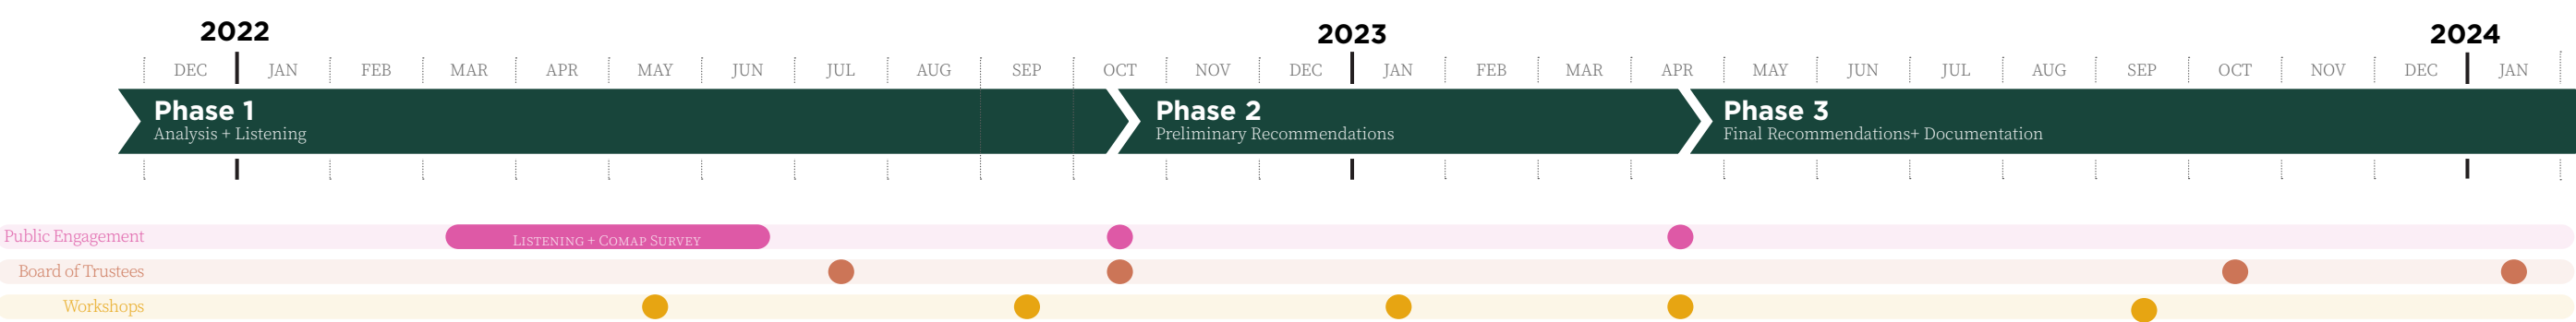 2022 2023 2024
DEC JAN FEB MAR APR MAY JUN JUL AUG SEP OCT NOV DEC JAN FEB MAR APR MAY JUN JUL AUG SEP OCT NOV DEC JAN
Phase 1 Phase 2 Phase 3
Analysis + Listening Preliminary Recommendations Final Recommendations+ Documentation
Public Engagement Listening + Comap Survey
Board of Trustees
Workshops